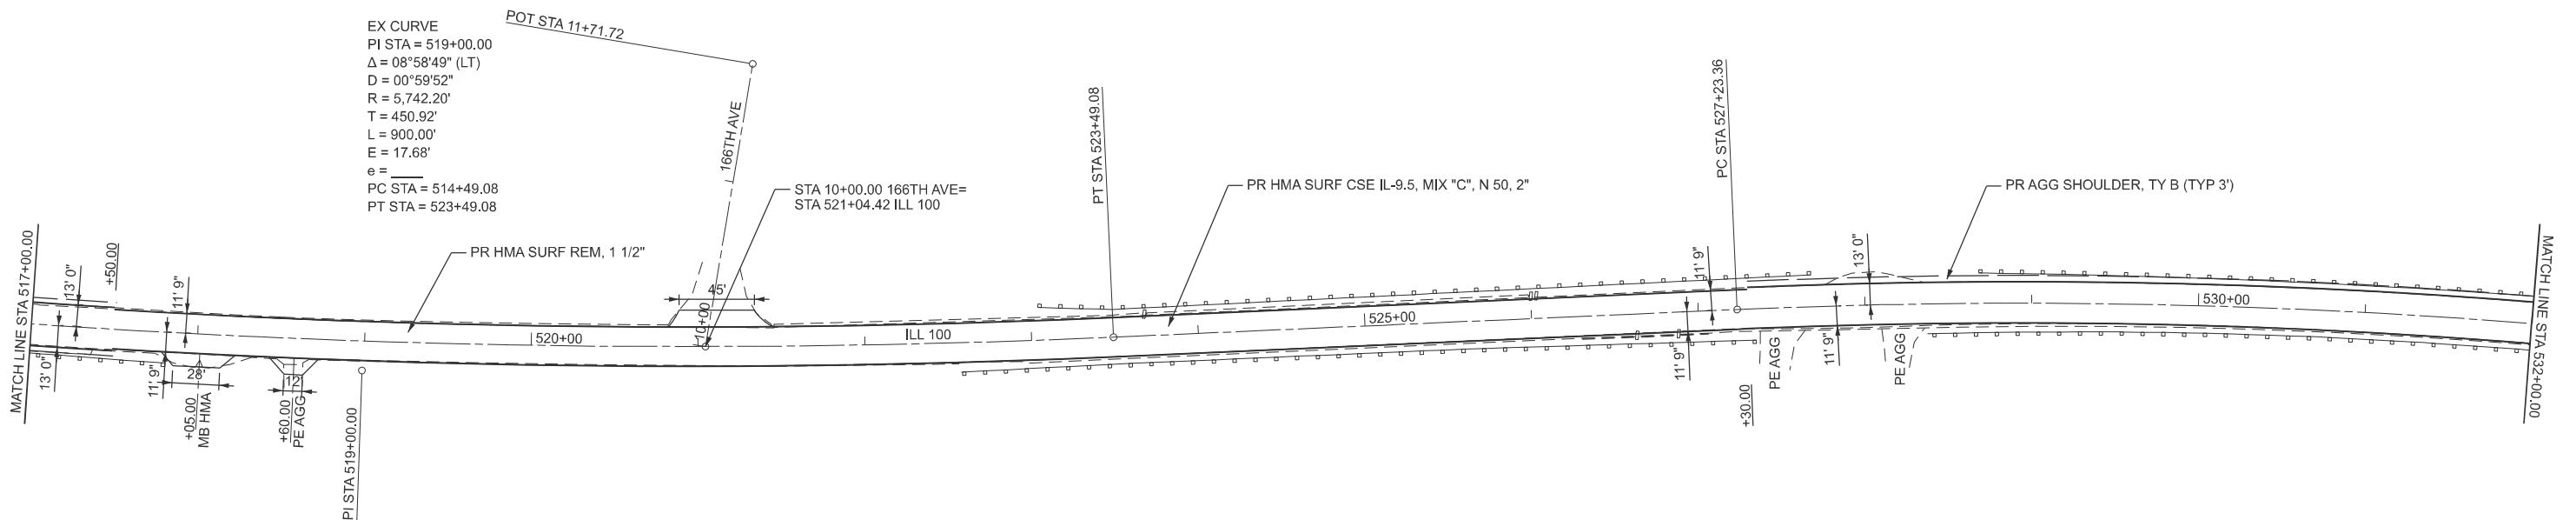 EX CURVE
PI STA = 519+00.00
Δ = 08°58'49" (LT)
D = 00°59'52"
R = 5,742.20'
T = 450.92'
L = 900.00'
E = 17.68'
e = ____
PC STA = 514+49.08
PT STA = 523+49.08
POT STA 11+71.72
166TH AVE
STA 10+00.00 166TH AVE=
STA 521+04.42 ILL 100
PR HMA SURF REM, 1 1/2"
PT STA 523+49.08
PR HMA SURF CSE IL-9.5, MIX "C", N 50, 2"
PC STA 527+23.36
PR AGG SHOULDER, TY B (TYP 3')
MATCH LINE STA 517+00.00
13' 0"
+50.00
11' 9"
45'
10+00
520+00
ILL 100
525+00
11' 9"
13' 0"
530+00
MATCH LINE STA 532+00.00
13' 0"
11' 9"
28'
+05.00
MB HMA
12'
+60.00
PE AGG
PI STA 519+00.00
11' 9"
+30.00
PE AGG
11' 9"
PE AGG